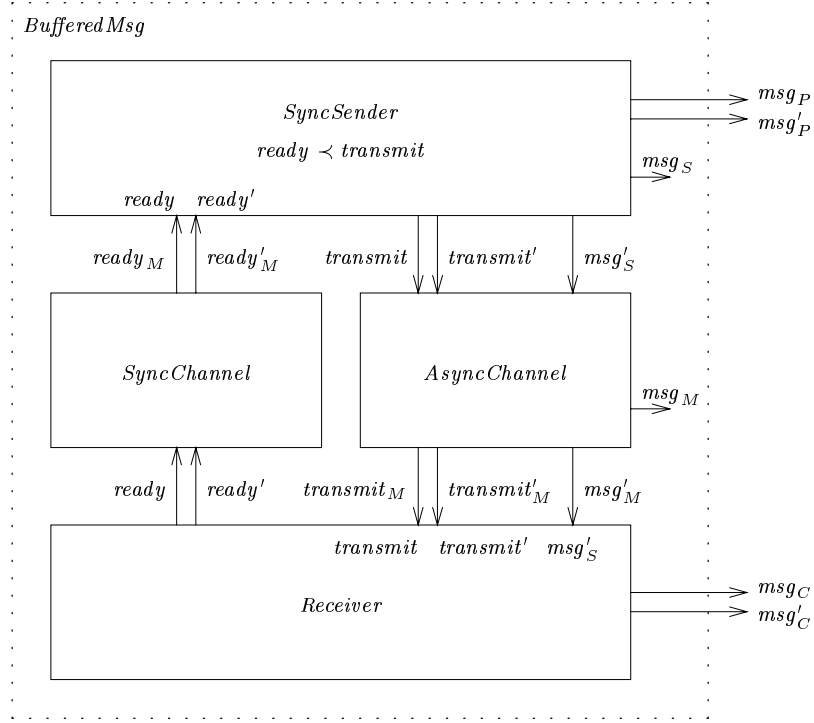 BufferedMsg
SyncSender
ready ≺ transmit
msg_P
msg′_P
msg_S
ready ready′
ready_M ready′_M transmit transmit′ msg′_S
SyncChannel AsyncChannel
msg_M
ready ready′ transmit_M transmit′_M msg′_M
transmit transmit′ msg′_S
Receiver
msg_C
msg′_C